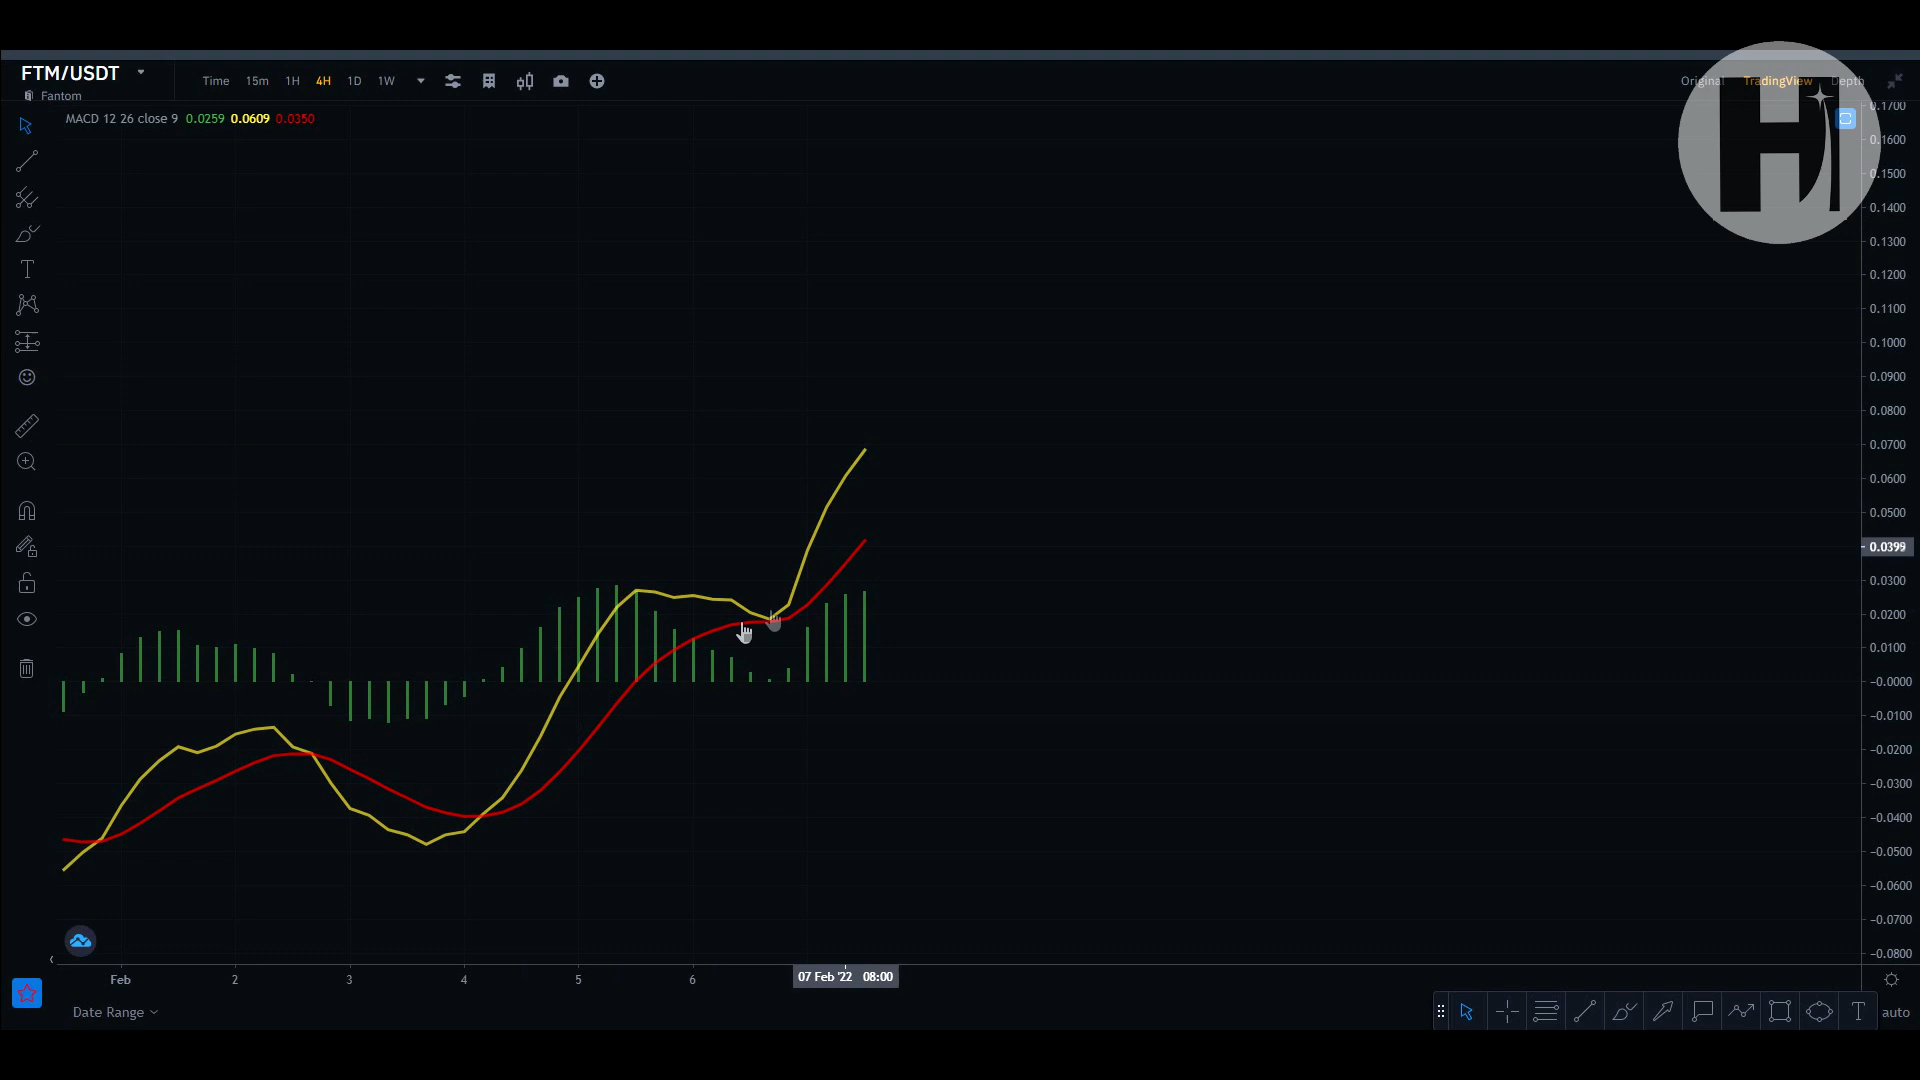 FTM/USDT
Time 15m 1H 4H 1D 1W
Original TradingView Depth
Fantom
MACD 12 26 close 9 0.0259 0.0609 0.0350
H
0.1700
0.1600
0.1500
0.1400
0.1300
0.1200
0.1100
0.1000
0.0900
0.0800
0.0700
0.0600
0.0500
0.0399
0.0300
0.0200
0.0100
-0.0000
-0.0100
-0.0200
-0.0300
-0.0400
-0.0500
-0.0600
-0.0700
-0.0800
Feb 2 3 4 5 6 07 Feb '22 08:00
Date Range
auto